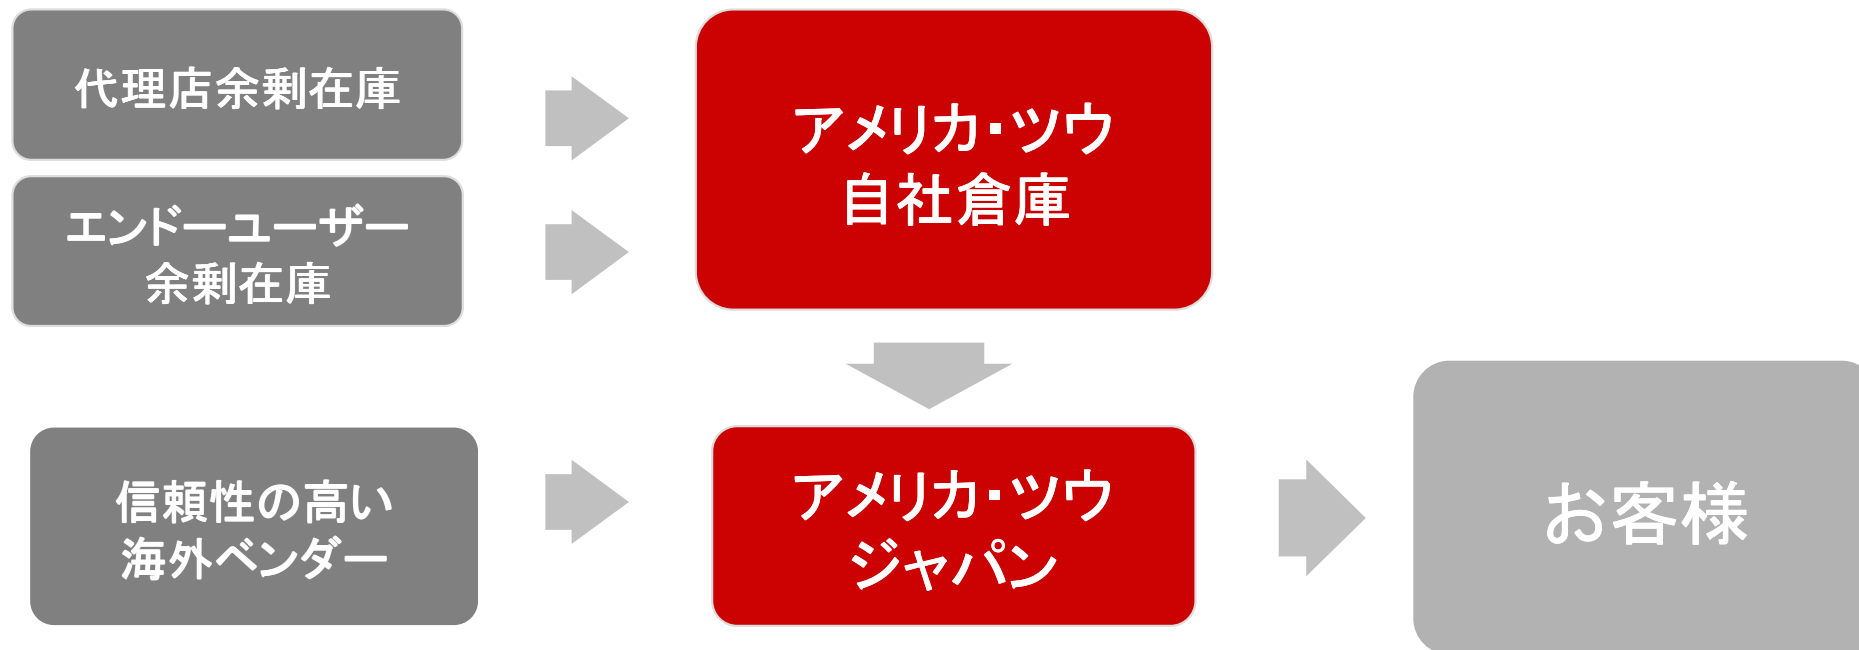 代理店余剰在庫
エンドーユーザー
余剰在庫
アメリカ・ツウ
自社倉庫
信頼性の高い
海外ベンダー
アメリカ・ツウ
ジャパン
お客様